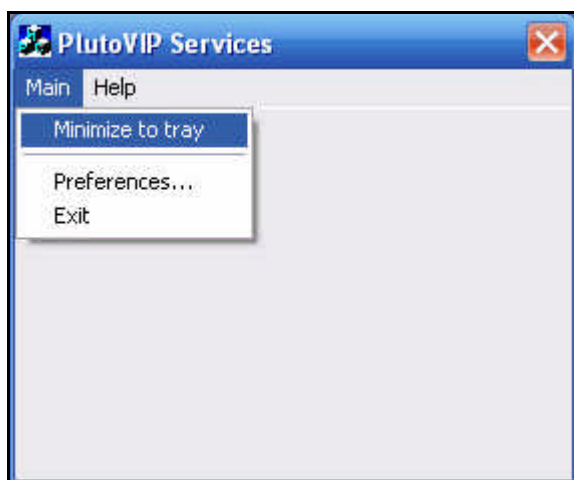 PlutoVIP Services
Main Help
Minimize to tray
Preferences...
Exit